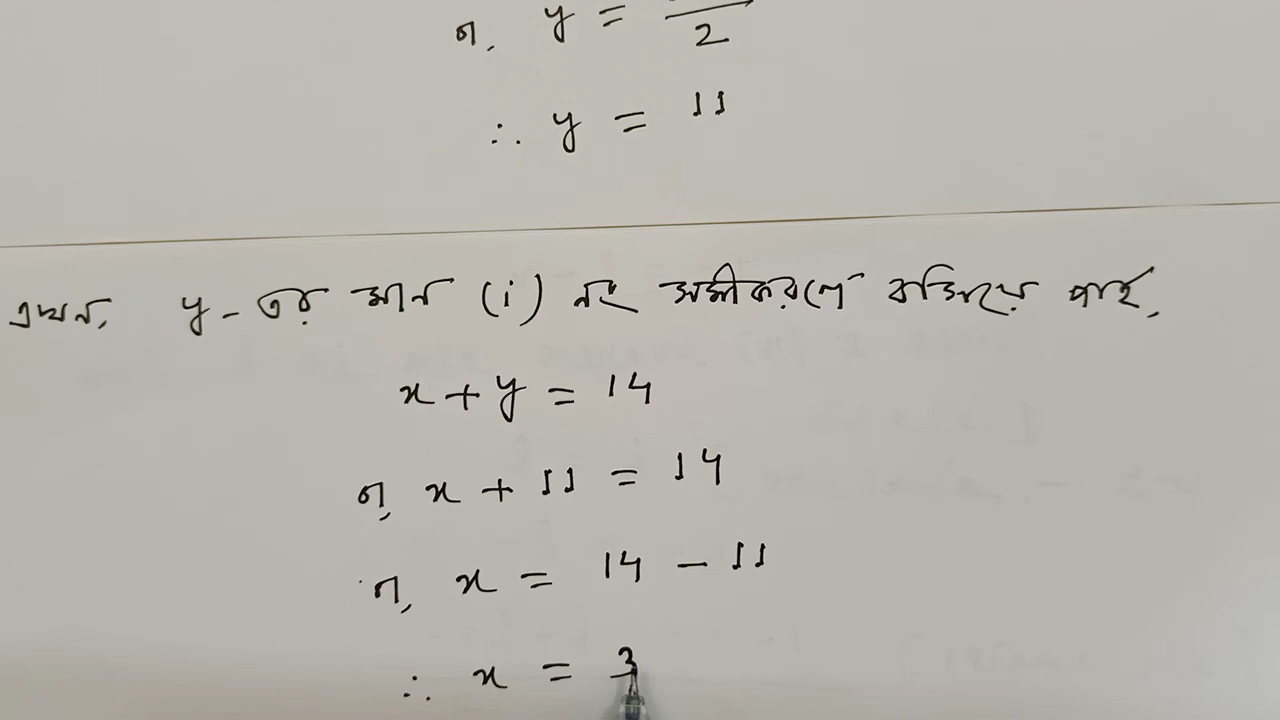 বা, y = 2
∴ y = 11
এখন, y-এর মান (i) নং সমীকরণে বসিয়ে পাই,
x + y = 14
বা, x + 11 = 14
বা, x = 14 - 11
∴ x = 3